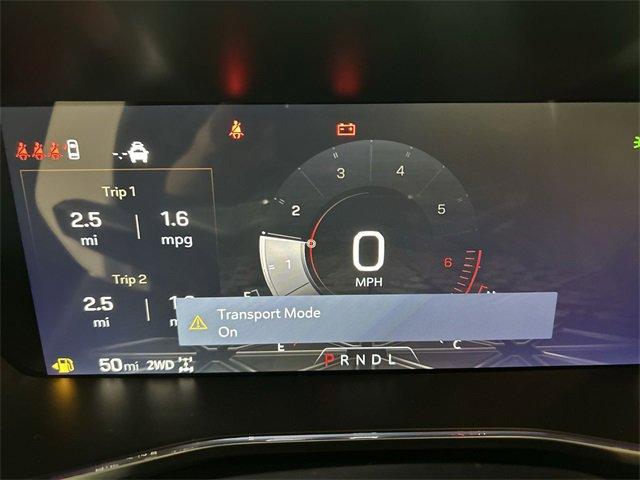 Trip 1
2.5 mi | 1.6 mpg
Trip 2
2.5 mi
1
2
3
4
5
6
0
MPH
Transport Mode
On
E
C
50mi 2WD
PRNDL